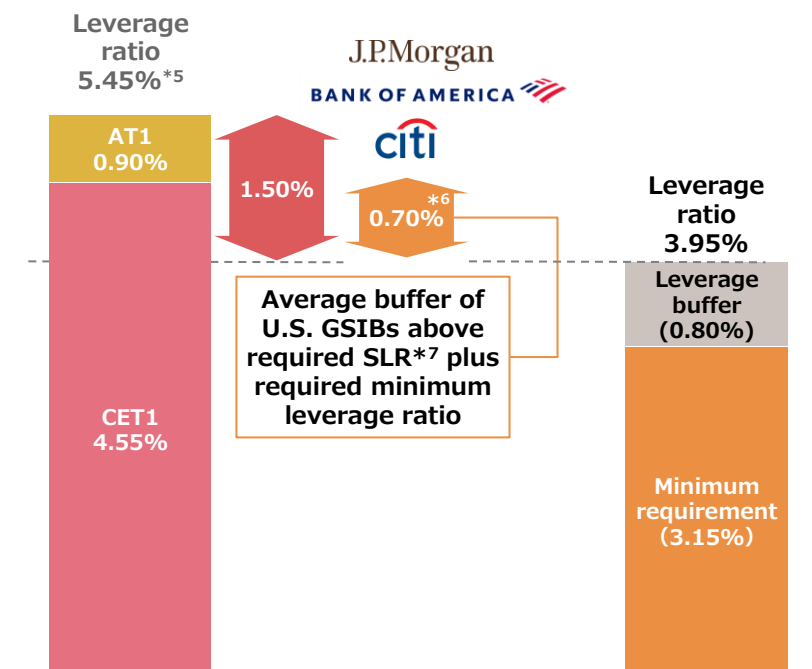 Leverage
ratio
5.45%*5
AT1
0.90%
CET1
4.55%
1.50%
J.P.Morgan
BANK OF AMERICA
citi
0.70%*6
Average buffer of
U.S. GSIBs above
required SLR*7 plus
required minimum
leverage ratio
Leverage
ratio
3.95%
Leverage
buffer
(0.80%)
Minimum
requirement
（3.15%）